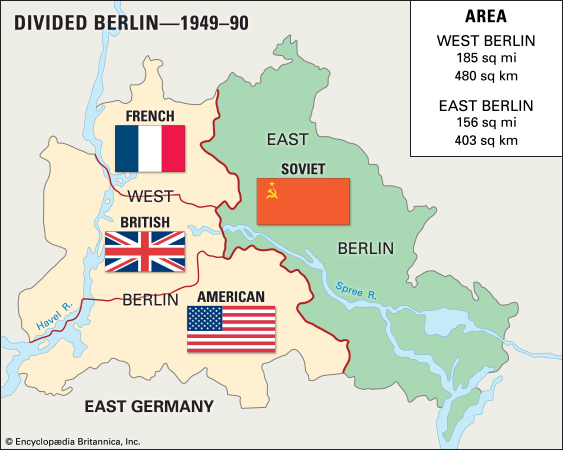 DIVIDED BERLIN—1949–90
AREA
WEST BERLIN
185 sq mi
480 sq km
EAST BERLIN
156 sq mi
403 sq km
FRENCH
EAST
SOVIET
WEST
BRITISH
BERLIN
BERLIN
AMERICAN
Havel R.
Spree R.
EAST GERMANY
© Encyclopædia Britannica, Inc.